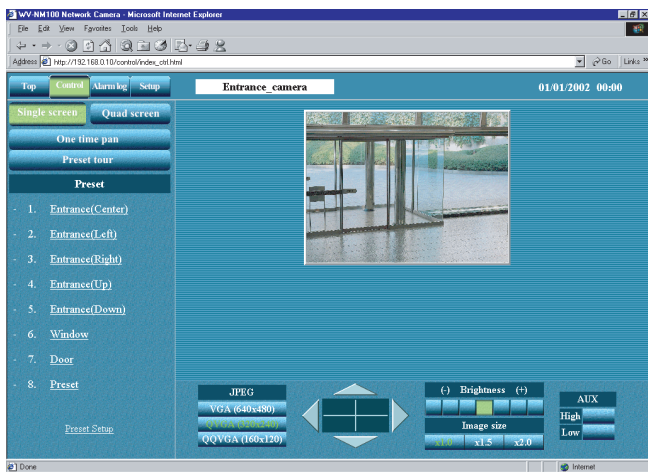 WV-NM100 Network Camera - Microsoft Internet Explorer
File Edit View Favorites Tools Help
Address http://192.168.0.10/control/index_ctrl.html Go Links »
Top Control Alarm log Setup
Entrance_camera
01/01/2002 00:00
Single screen Quad screen
One time pan
Preset tour
Preset
- 1. Entrance(Center)
- 2. Entrance(Left)
- 3. Entrance(Right)
- 4. Entrance(Up)
- 5. Entrance(Down)
- 6. Window
- 7. Door
- 8. Preset
Preset Setup
JPEG
VGA (640x480)
QVGA (320x240)
QQVGA (160x120)
(-) Brightness (+)
Image size
x1.0 x1.5 x2.0
AUX
High
Low
Done
Internet